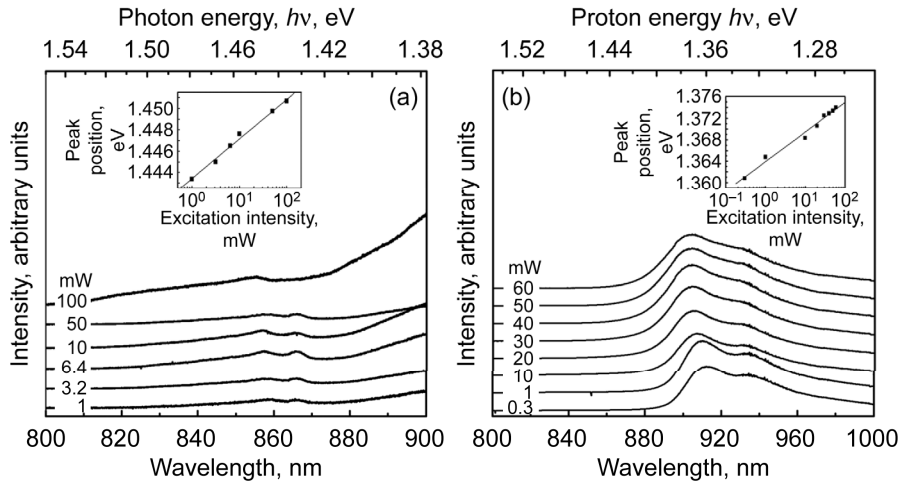 Photon energy, hν, eV
1.54 1.50 1.46 1.42 1.38
(a)
Peak position, eV
1.450
1.448
1.446
1.444
10⁰ 10¹ 10²
Excitation intensity,
mW
Intensity, arbitrary units
mW
100
50
10
6.4
3.2
1
800 820 840 860 880 900
Wavelength, nm
Proton energy hν, eV
1.52 1.44 1.36 1.28
(b)
Peak
position,
eV
1.376
1.372
1.368
1.364
1.360
10⁻¹ 10⁰ 10¹ 10²
Excitation intensity,
mW
Intensity, arbitrary units
mW
60
50
40
30
20
10
1
0.3
800 840 880 920 960 1000
Wavelength, nm